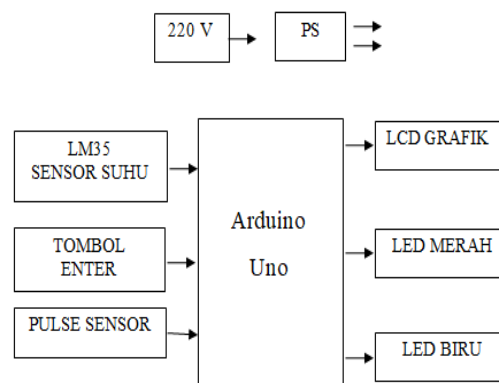 220 V
PS
LM35
SENSOR SUHU
TOMBOL
ENTER
PULSE SENSOR
Arduino
Uno
LCD GRAFIK
LED MERAH
LED BIRU